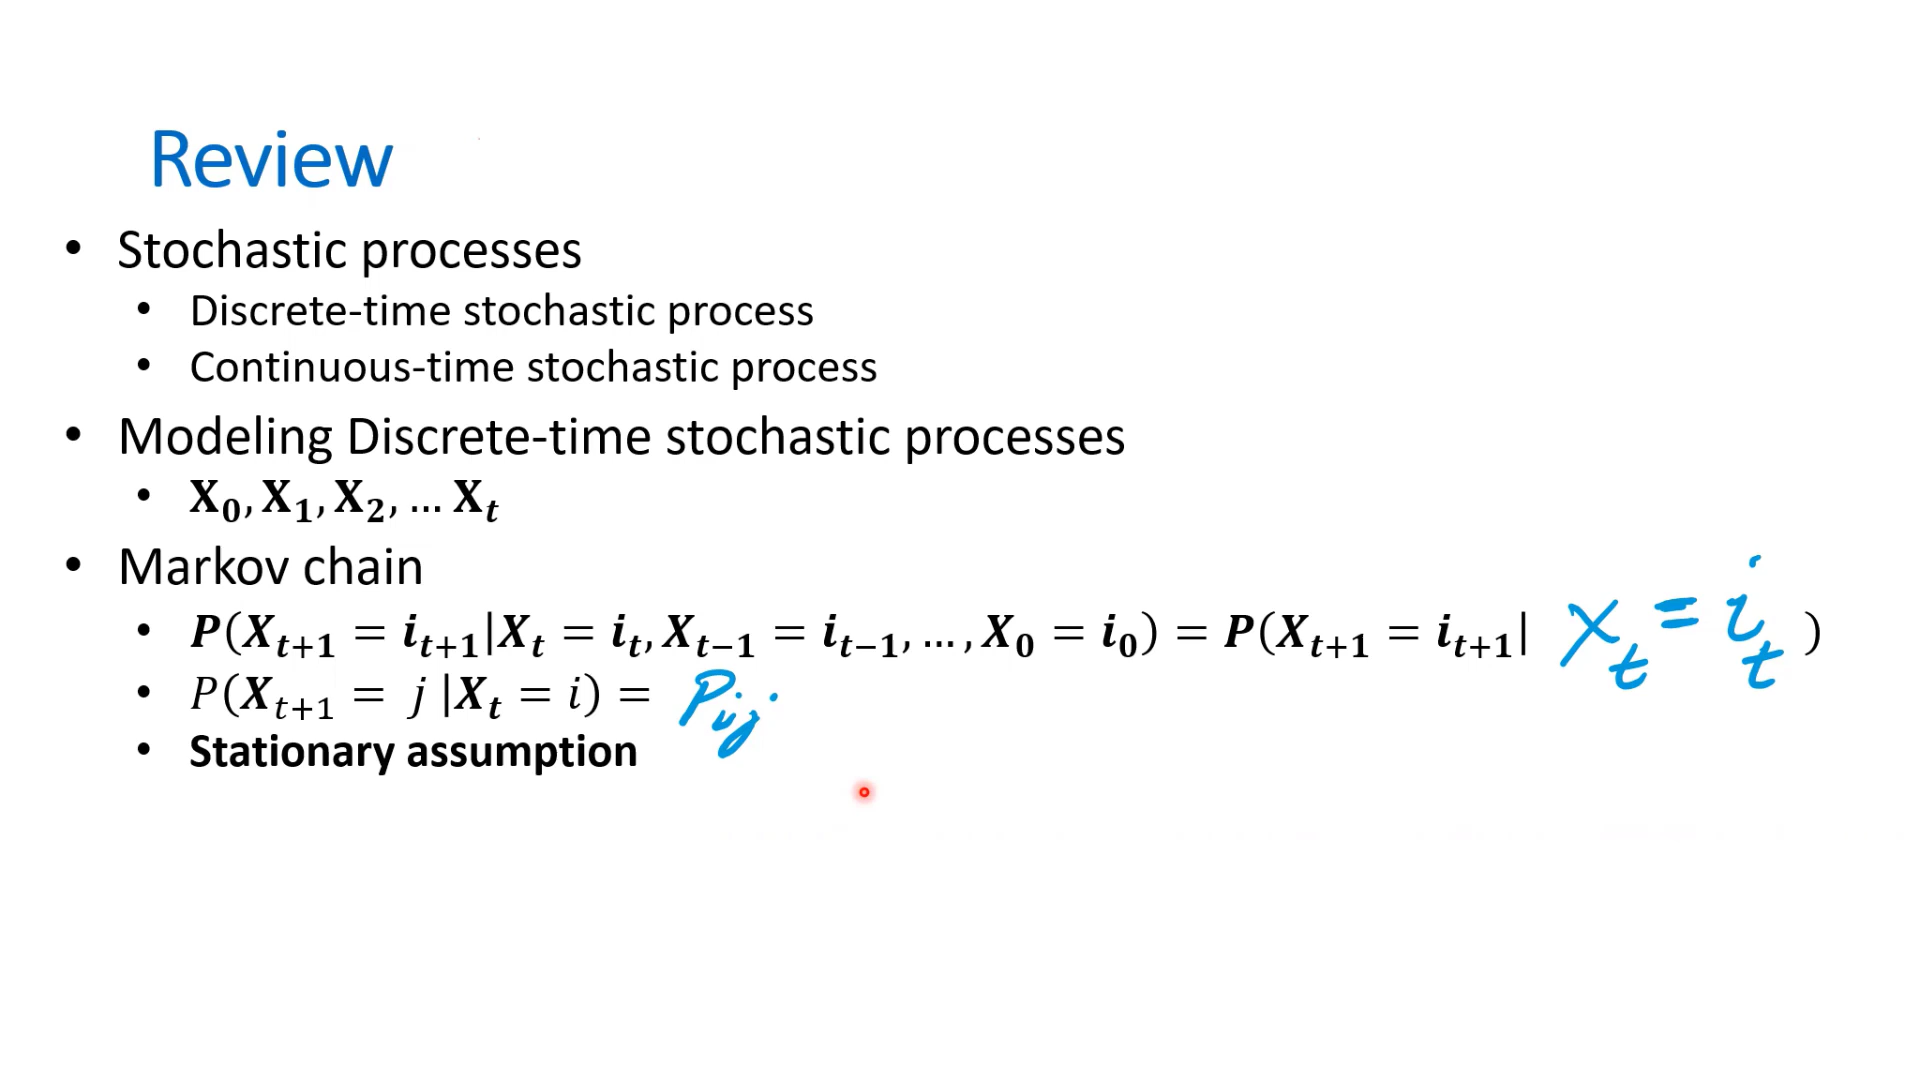 Review
• Stochastic processes
• Discrete-time stochastic process
• Continuous-time stochastic process
• Modeling Discrete-time stochastic processes
• X₀, X₁, X₂, … Xₜ
• Markov chain
• P(Xₜ₊₁ = iₜ₊₁|Xₜ = iₜ, Xₜ₋₁ = iₜ₋₁, … , X₀ = i₀) = P(Xₜ₊₁ = iₜ₊₁| Xₜ = iₜ )
• P(Xₜ₊₁ = j |Xₜ = i) = Pᵢⱼ
• Stationary assumption